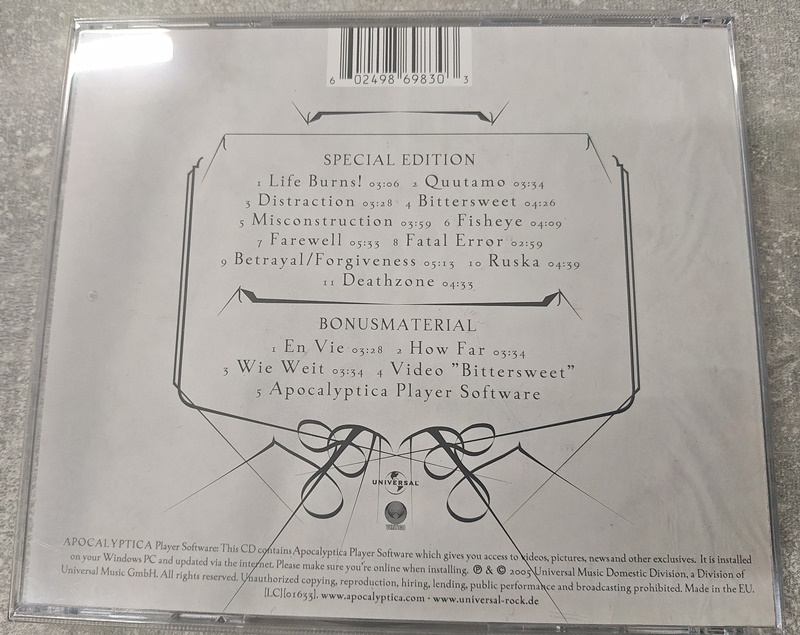 6 02498 69830 3
SPECIAL EDITION
1 Life Burns! 03:06 2 Quutamo 03:34
3 Distraction 03:28 4 Bittersweet 04:26
5 Misconstruction 03:59 6 Fisheye 04:09
7 Farewell 05:33 8 Fatal Error 02:59
9 Betrayal/Forgiveness 05:13 10 Ruska 04:39
11 Deathzone 04:33
BONUSMATERIAL
1 En Vie 03:28 2 How Far 03:34
3 Wie Weit 03:34 4 Video "Bittersweet"
5 Apocalyptica Player Software
UNIVERSAL
APOCALYPTICA Player Software: This CD contains Apocalyptica Player Software which gives you access to videos, pictures, news and other exclusives. It is installed
on your Windows PC and updated via the internet. Please make sure you're online when installing. ℗ & © 2005 Universal Music Domestic Division, a Division of
Universal Music GmbH. All rights reserved. Unauthorized copying, reproduction, hiring, lending, public performance and broadcasting prohibited. Made in the EU.
[LC][01633]. www.apocalyptica.com · www.universal-rock.de